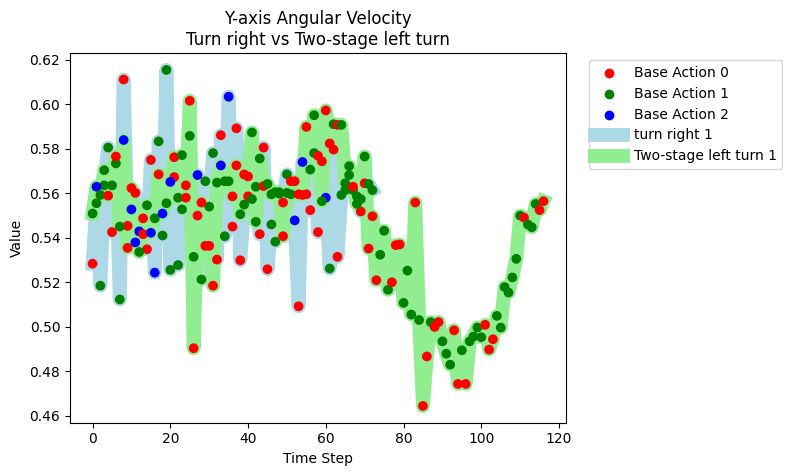 Y-axis Angular Velocity
Turn right vs Two-stage left turn
Value
0.62
0.60
0.58
0.56
0.54
0.52
0.50
0.48
0.46
0 20 40 60 80 100 120
Time Step
Base Action 0
Base Action 1
Base Action 2
turn right 1
Two-stage left turn 1